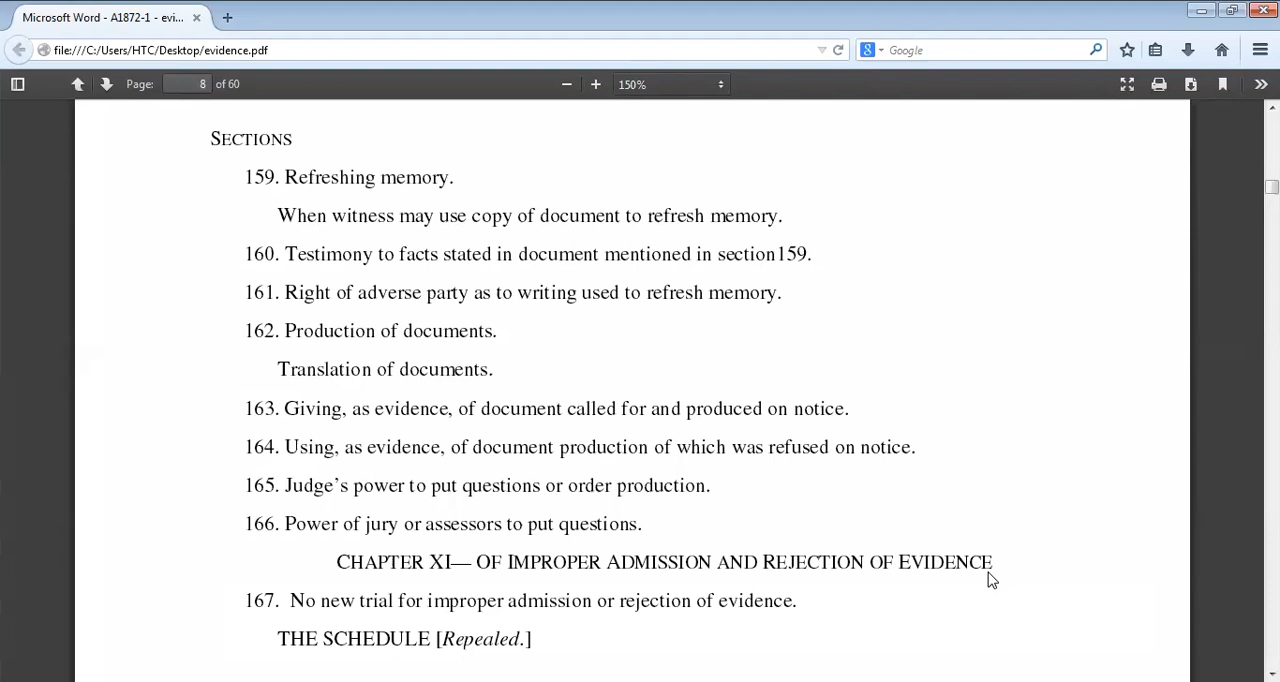 Microsoft Word - A1872-1 - evi...
file:///C:/Users/HTC/Desktop/evidence.pdf
8 Google
Page: 8 of 60
150%
SECTIONS
159. Refreshing memory.
When witness may use copy of document to refresh memory.
160. Testimony to facts stated in document mentioned in section159.
161. Right of adverse party as to writing used to refresh memory.
162. Production of documents.
Translation of documents.
163. Giving, as evidence, of document called for and produced on notice.
164. Using, as evidence, of document production of which was refused on notice.
165. Judge's power to put questions or order production.
166. Power of jury or assessors to put questions.
CHAPTER XI— OF IMPROPER ADMISSION AND REJECTION OF EVIDENCE
167. No new trial for improper admission or rejection of evidence.
THE SCHEDULE [Repealed.]